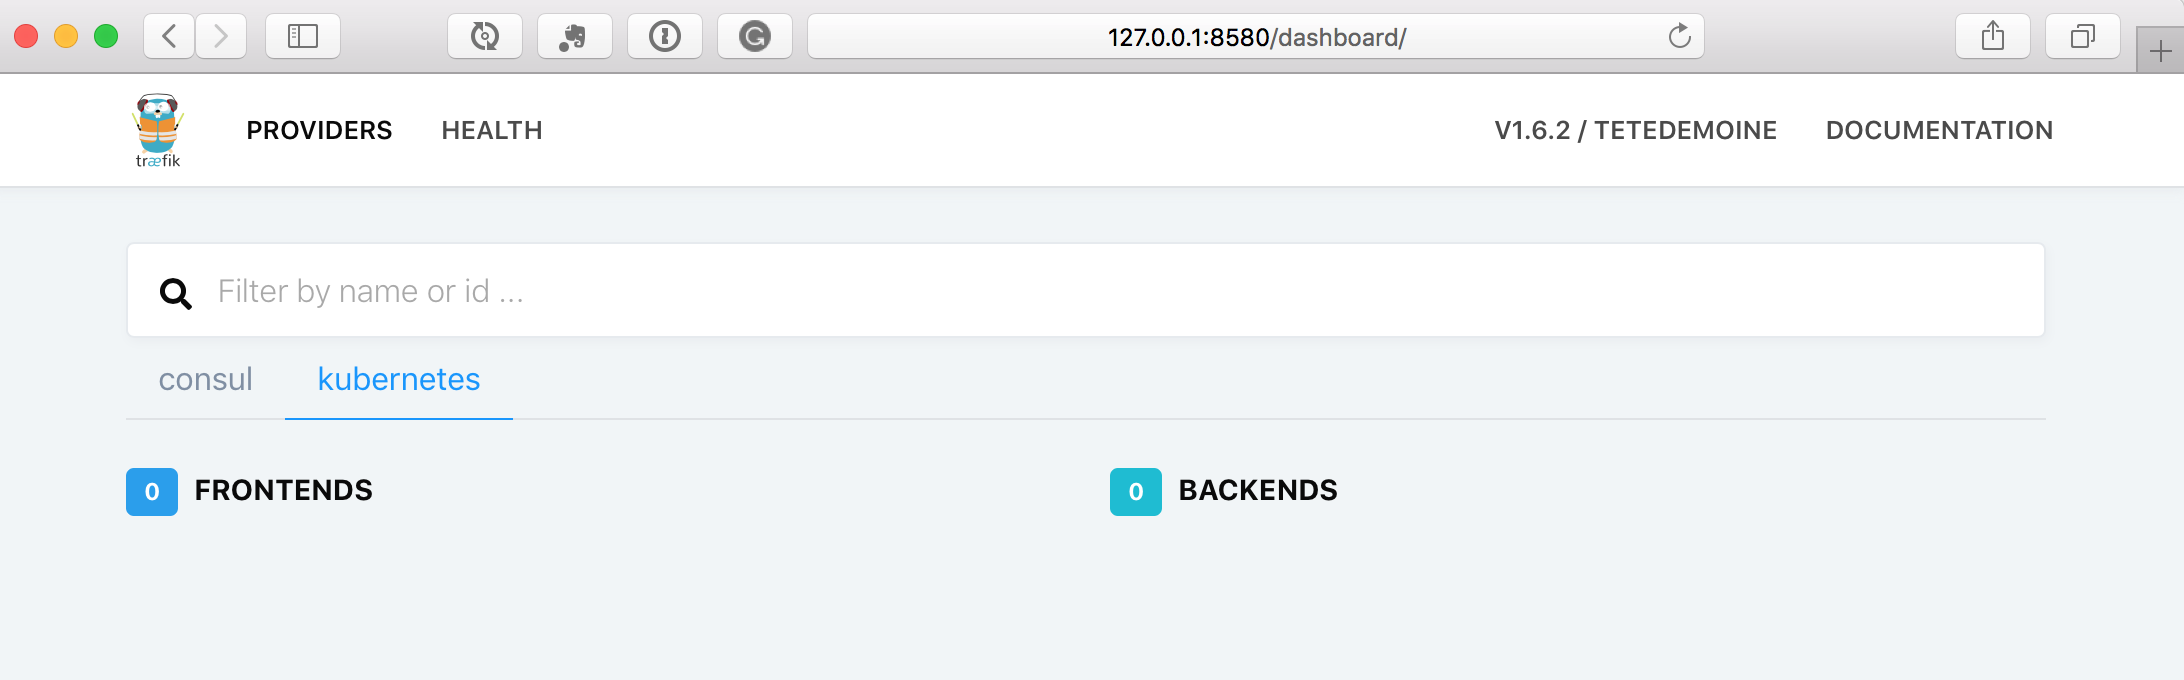 127.0.0.1:8580/dashboard/
træfik
PROVIDERS HEALTH V1.6.2 / TETEDEMOINE DOCUMENTATION
Filter by name or id ...
consul kubernetes
0 FRONTENDS 0 BACKENDS